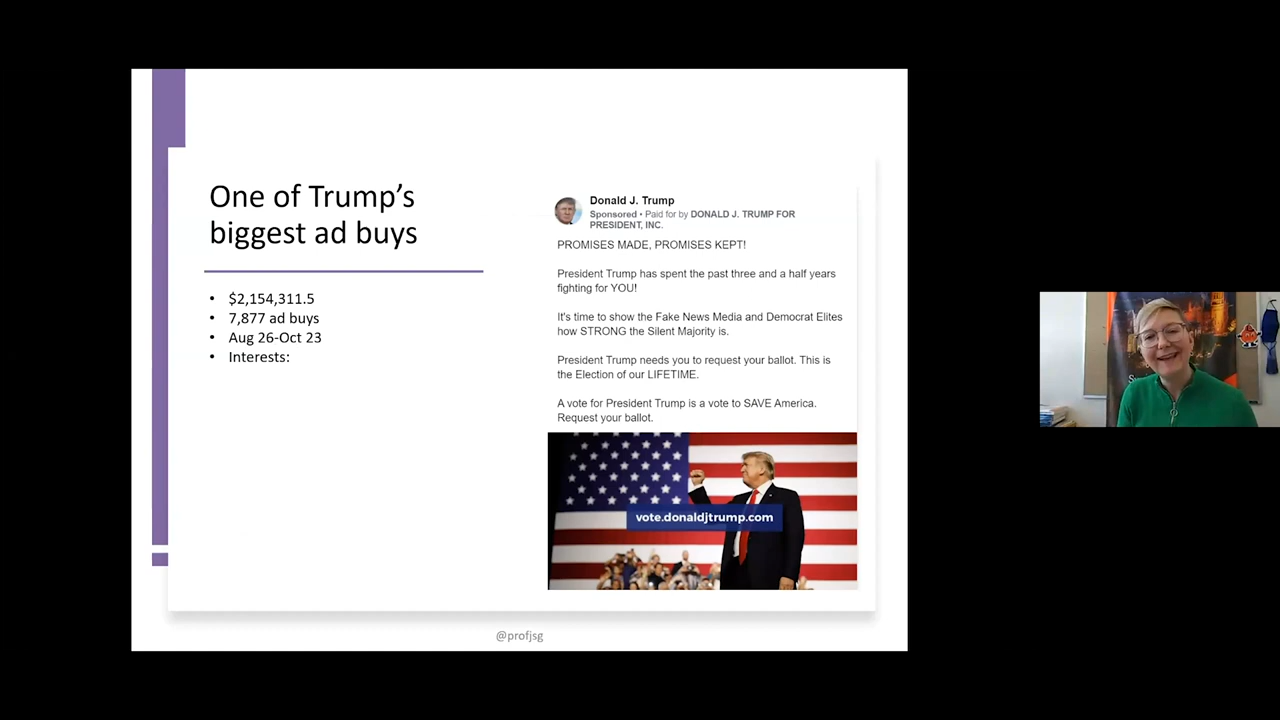 One of Trump's
biggest ad buys
• $2,154,311.5
• 7,877 ad buys
• Aug 26-Oct 23
• Interests:
Donald J. Trump
Sponsored • Paid for by DONALD J. TRUMP FOR
PRESIDENT, INC.
PROMISES MADE, PROMISES KEPT!
President Trump has spent the past three and a half years
fighting for YOU!
It's time to show the Fake News Media and Democrat Elites
how STRONG the Silent Majority is.
President Trump needs you to request your ballot. This is
the Election of our LIFETIME.
A vote for President Trump is a vote to SAVE America.
Request your ballot.
vote.donaldjtrump.com
@profjsg